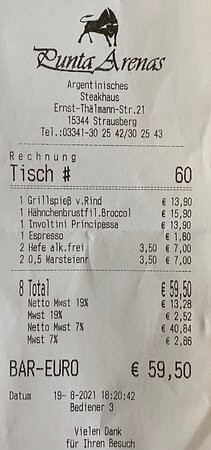 Punta Arenas
Argentinisches
Steakhaus
Ernst-Thälmann-Str.21
15344 Strausberg
Tel.:03341-30 25 42/30 25 43
Rechnung
Tisch # 60
1 Grillspieß v.Rind € 13,90
1 Hähnchenbrustfil.Broccol € 15,90
1 Involtini Principessa € 13,90
1 Espresso € 1,80
2 Hefe alk.frei 3,50 € 7,00
2 0,5 Marsteienr 3,50 € 7,00
8 Total € 59,50
Netto Mwst 19% € 13,28
Mwst 19% € 2,52
Netto Mwst 7% € 40,84
Mwst 7% € 2,86
BAR-EURO € 59,50
Datum 19- 8-2021 18:20:42
Bediener 3
Vielen Dank
für Ihren Besuch